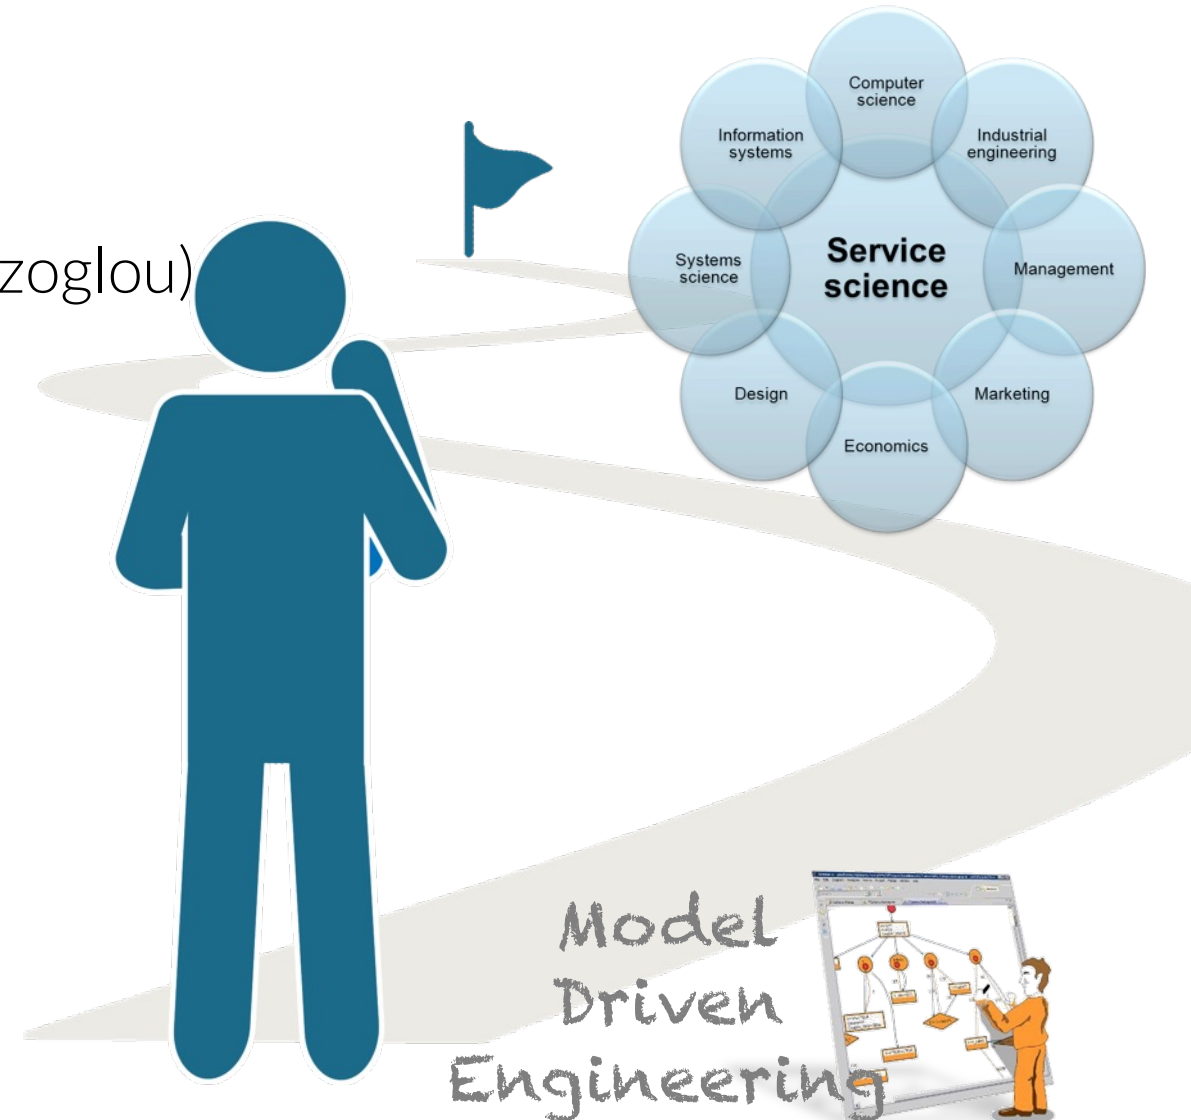 zoglou)
Computer
science
Information
systems
Industrial
engineering
Systems
science
Service
science
Management
Design
Marketing
Economics
Model
Driven
Engineering